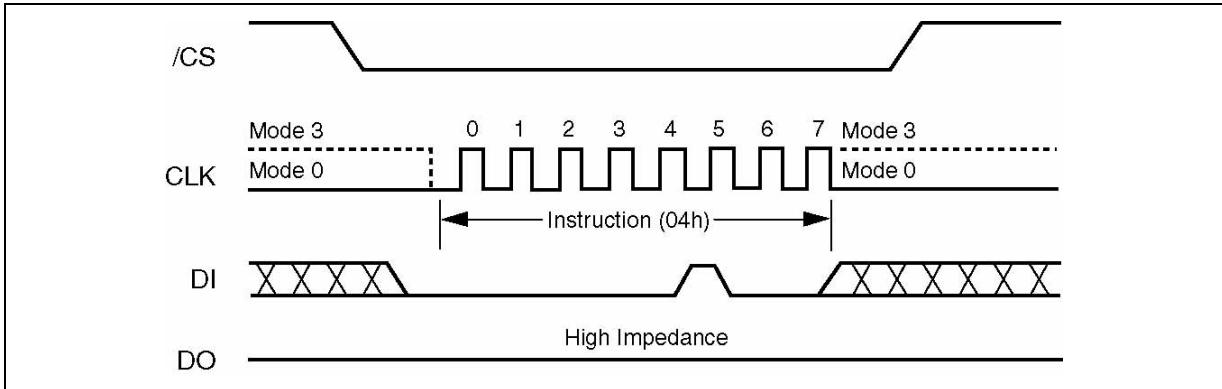 /CS
Mode 3 0 1 2 3 4 5 6 7 Mode 3
CLK Mode 0 Mode 0
Instruction (04h)
DI
High Impedance
DO